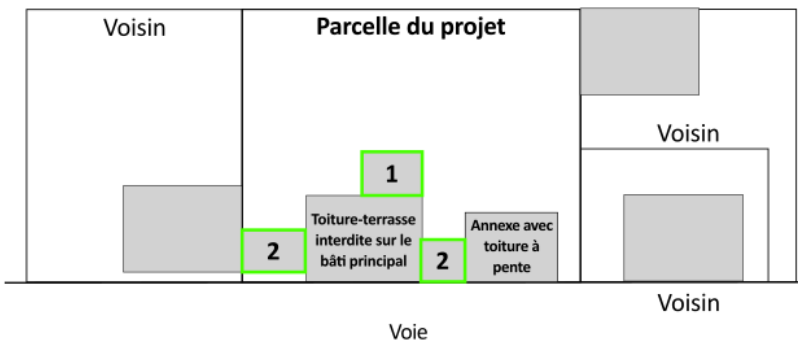 Voisin
Parcelle du projet
Voisin
1
Toiture-terrasse
interdite sur le
bâti principal
Annexe avec
toiture à
pente
2
2
Voisin
Voie